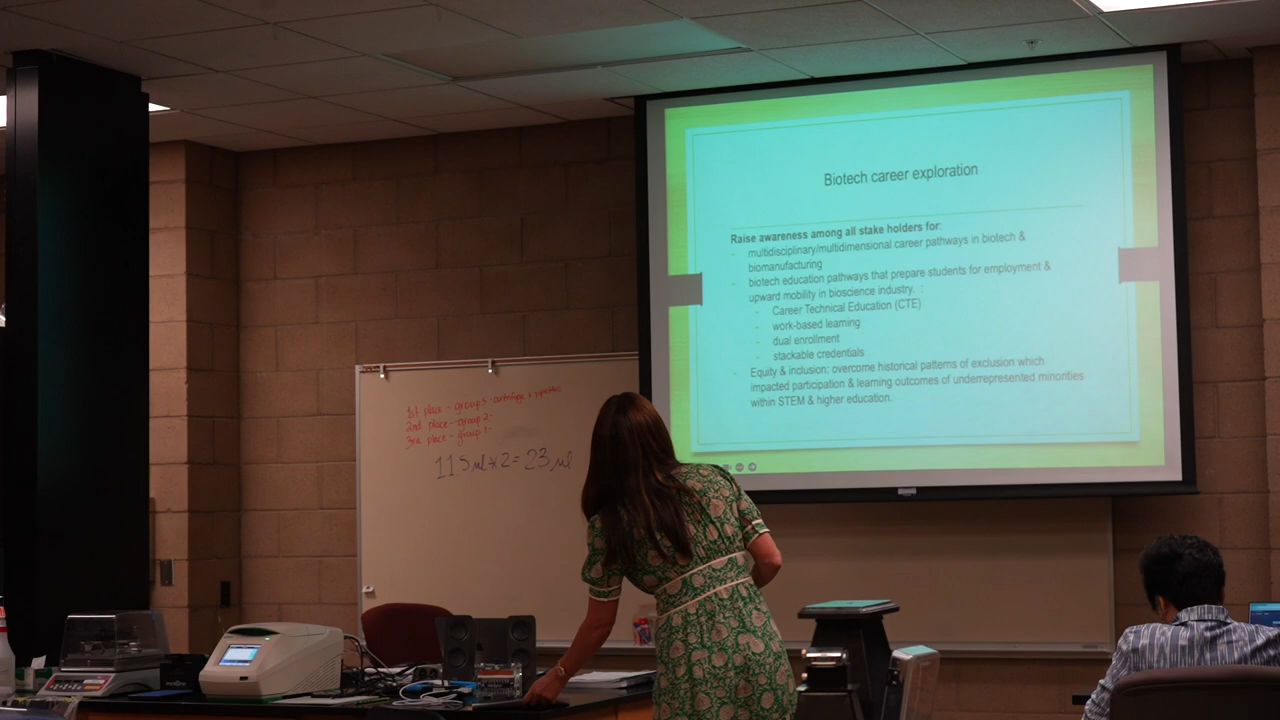 Biotech career exploration
Raise awareness among all stake holders for:
- multidisciplinary/multidimensional career pathways in biotech &
biomanufacturing
- biotech education pathways that prepare students for employment &
upward mobility in bioscience industry. :
- Career Technical Education (CTE)
- work-based learning
- dual enrollment
- stackable credentials
- Equity & inclusion: overcome historical patterns of exclusion which
impacted participation & learning outcomes of underrepresented minorities
within STEM & higher education.
1st place - group 5 - centrifuge + pipettes
2nd place - group 2
3rd place - group 1
11.5 µl x 2 = 23 µl